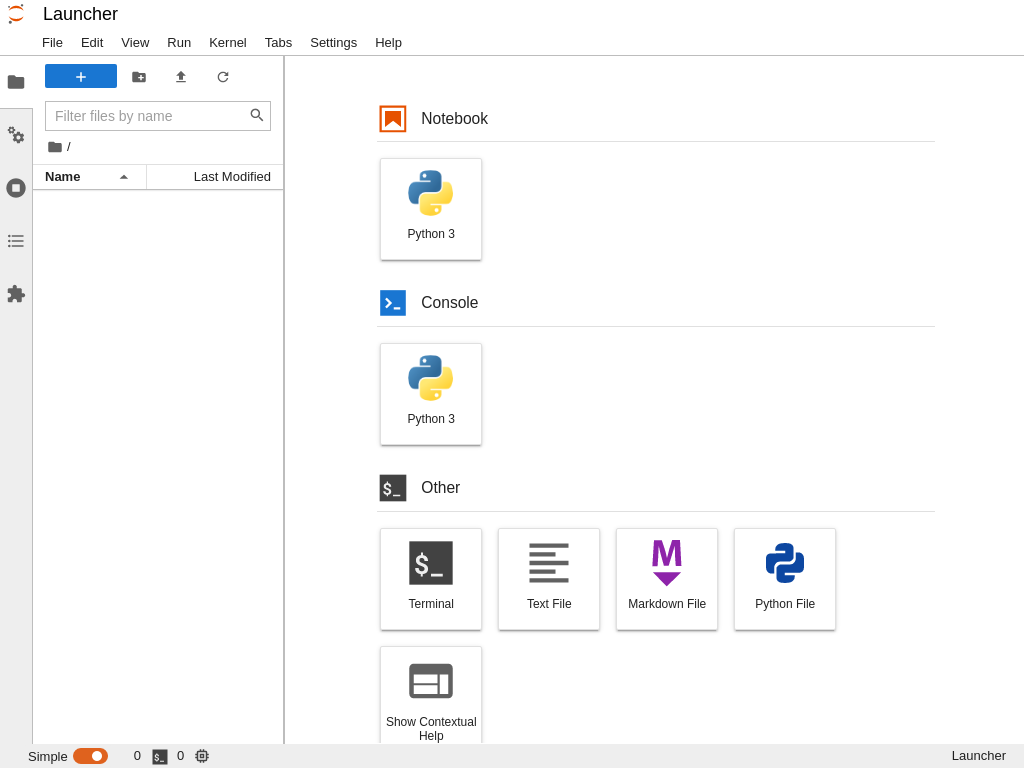 Launcher
File Edit View Run Kernel Tabs Settings Help
Filter files by name
/
Name Last Modified
Notebook
Python 3
Console
Python 3
$_ Other
$_
Terminal Text File Markdown File Python File
Show Contextual
Help
Simple 0 $_ 0 Launcher